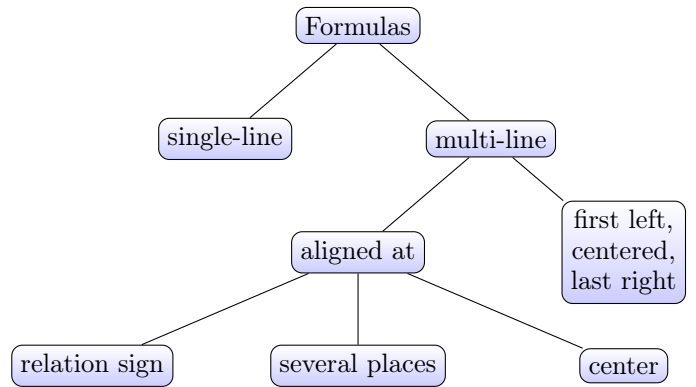 Formulas
single-line
multi-line
aligned at
first left,
centered,
last right
relation sign
several places
center